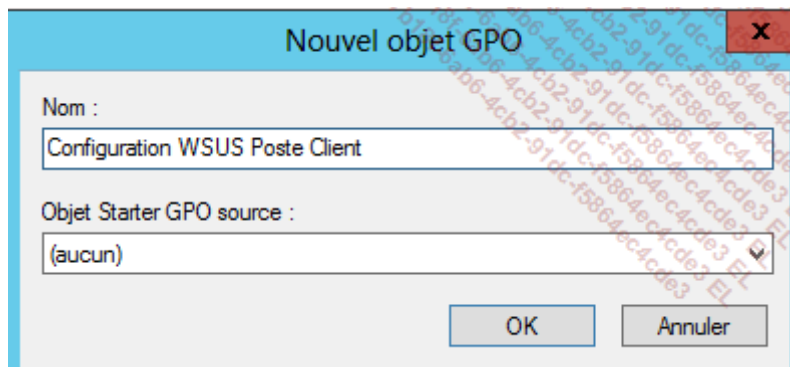 Nouvel objet GPO
x
Nom :
Configuration WSUS Poste Client
Objet Starter GPO source :
(aucun)
OK Annuler